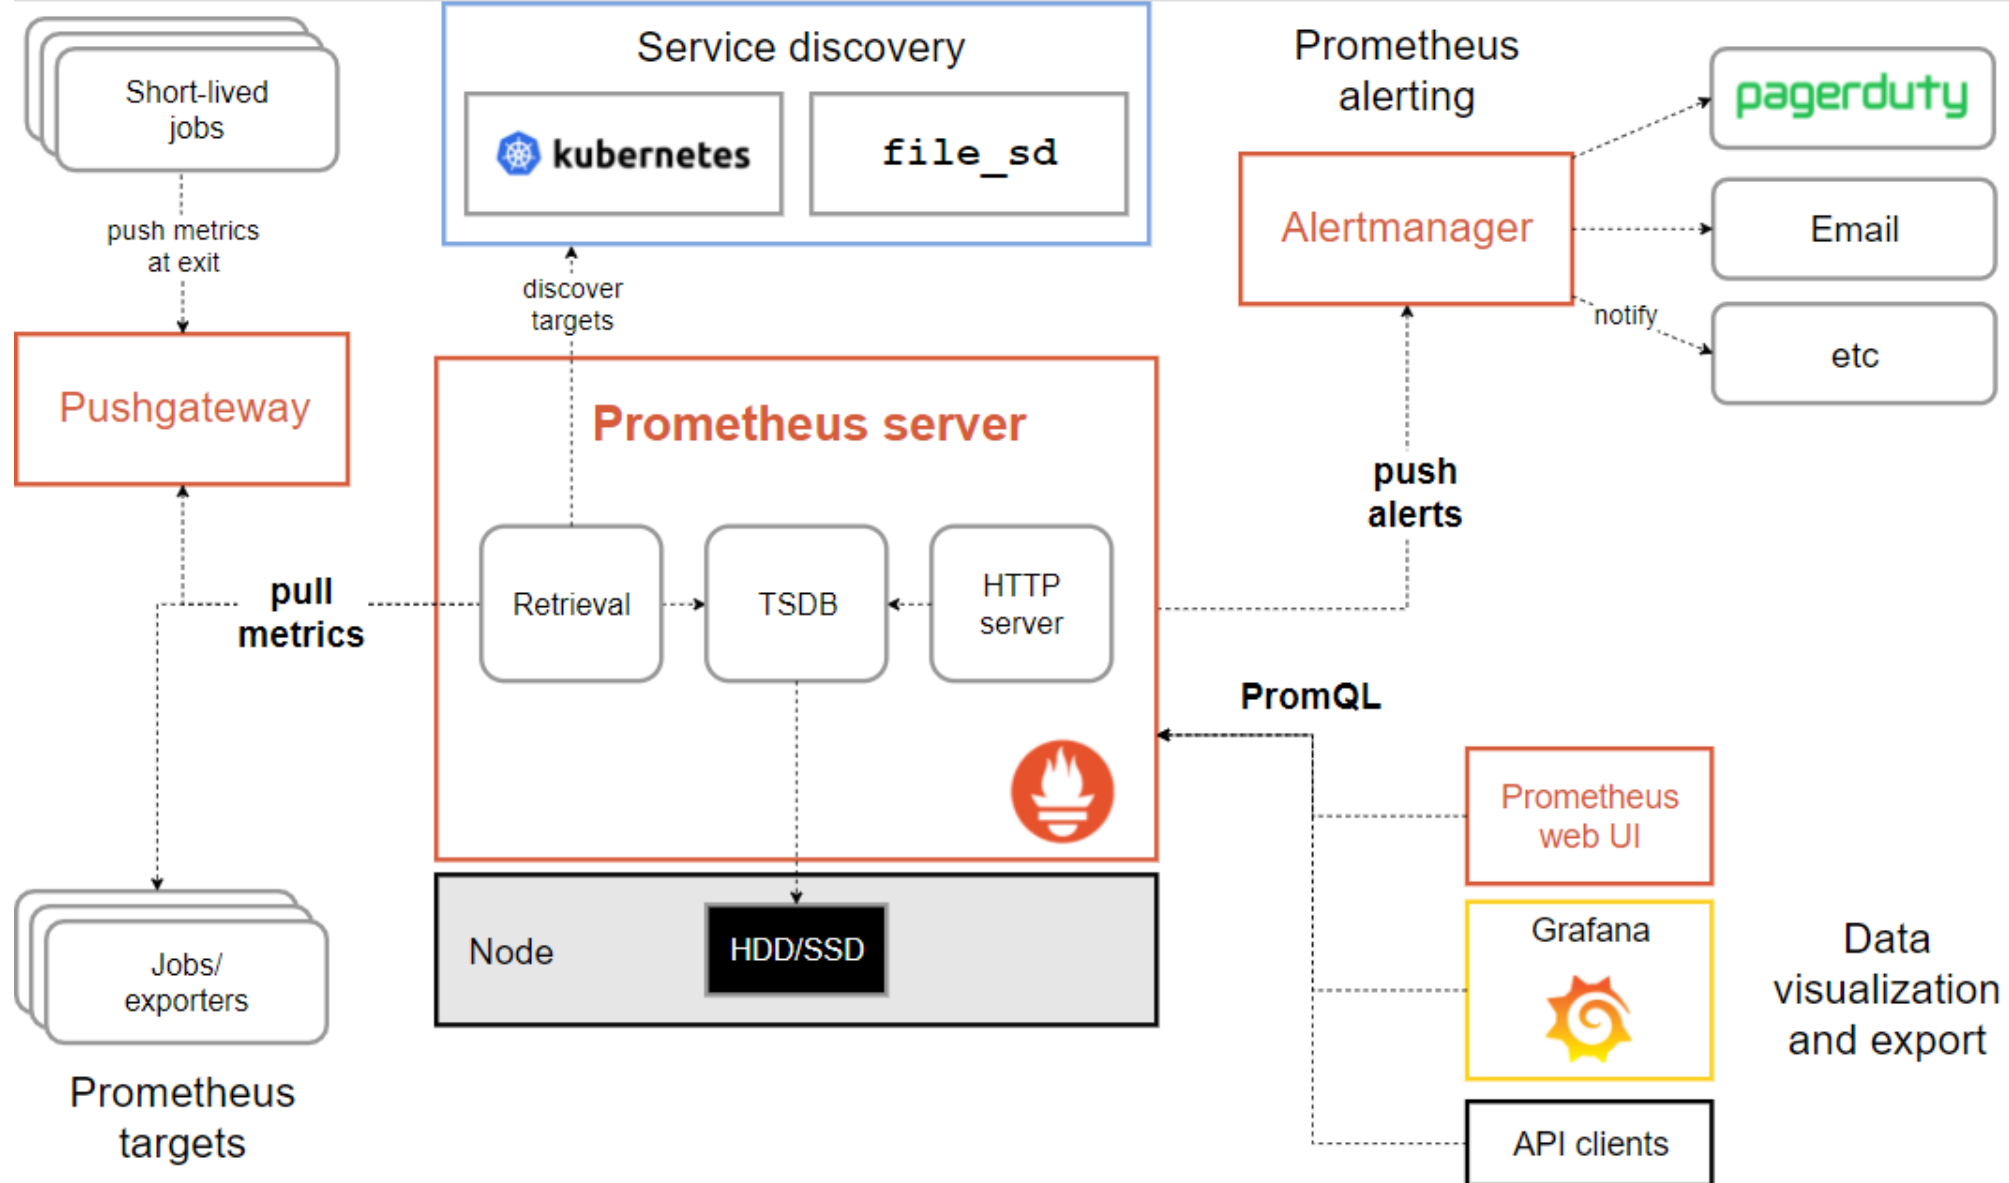 Short-lived
jobs
push metrics
at exit
Pushgateway
pull
metrics
Jobs/
exporters
Prometheus
targets
Service discovery
kubernetes
file_sd
discover
targets
Prometheus server
Retrieval
TSDB
HTTP
server
Node
HDD/SSD
Prometheus
alerting
Alertmanager
pagerduty
Email
notify
etc
push
alerts
PromQL
Prometheus
web UI
Grafana
API clients
Data
visualization
and export